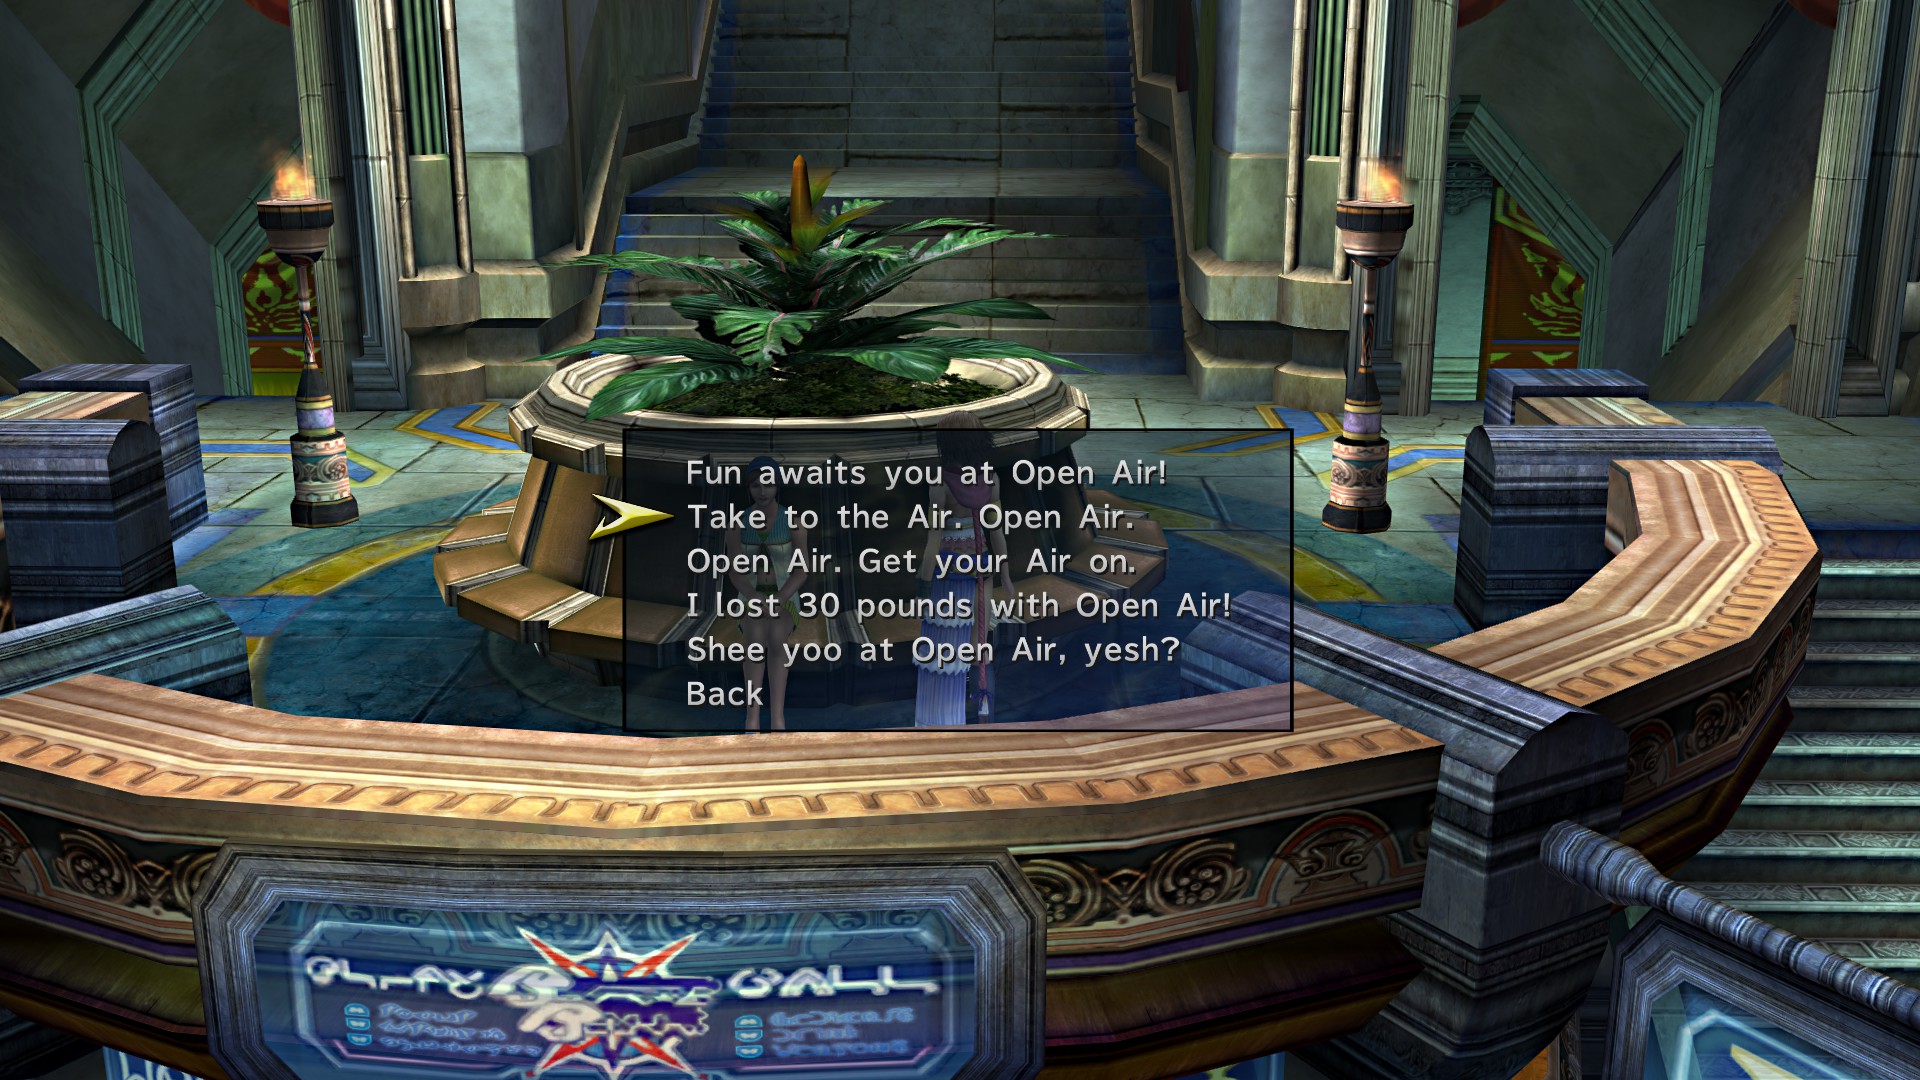 Fun awaits you at Open Air!
Take to the Air. Open Air.
Open Air. Get your Air on.
I lost 30 pounds with Open Air!
Shee yoo at Open Air, yesh?
Back